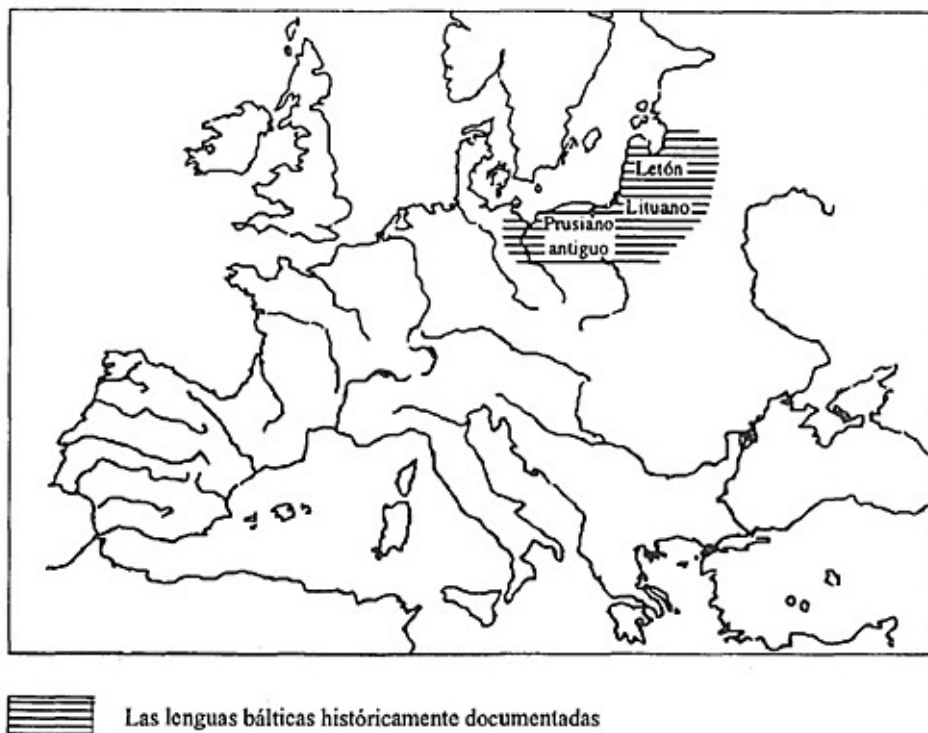 Letón
Lituano
Prusiano
antiguo
Las lenguas bálticas históricamente documentadas